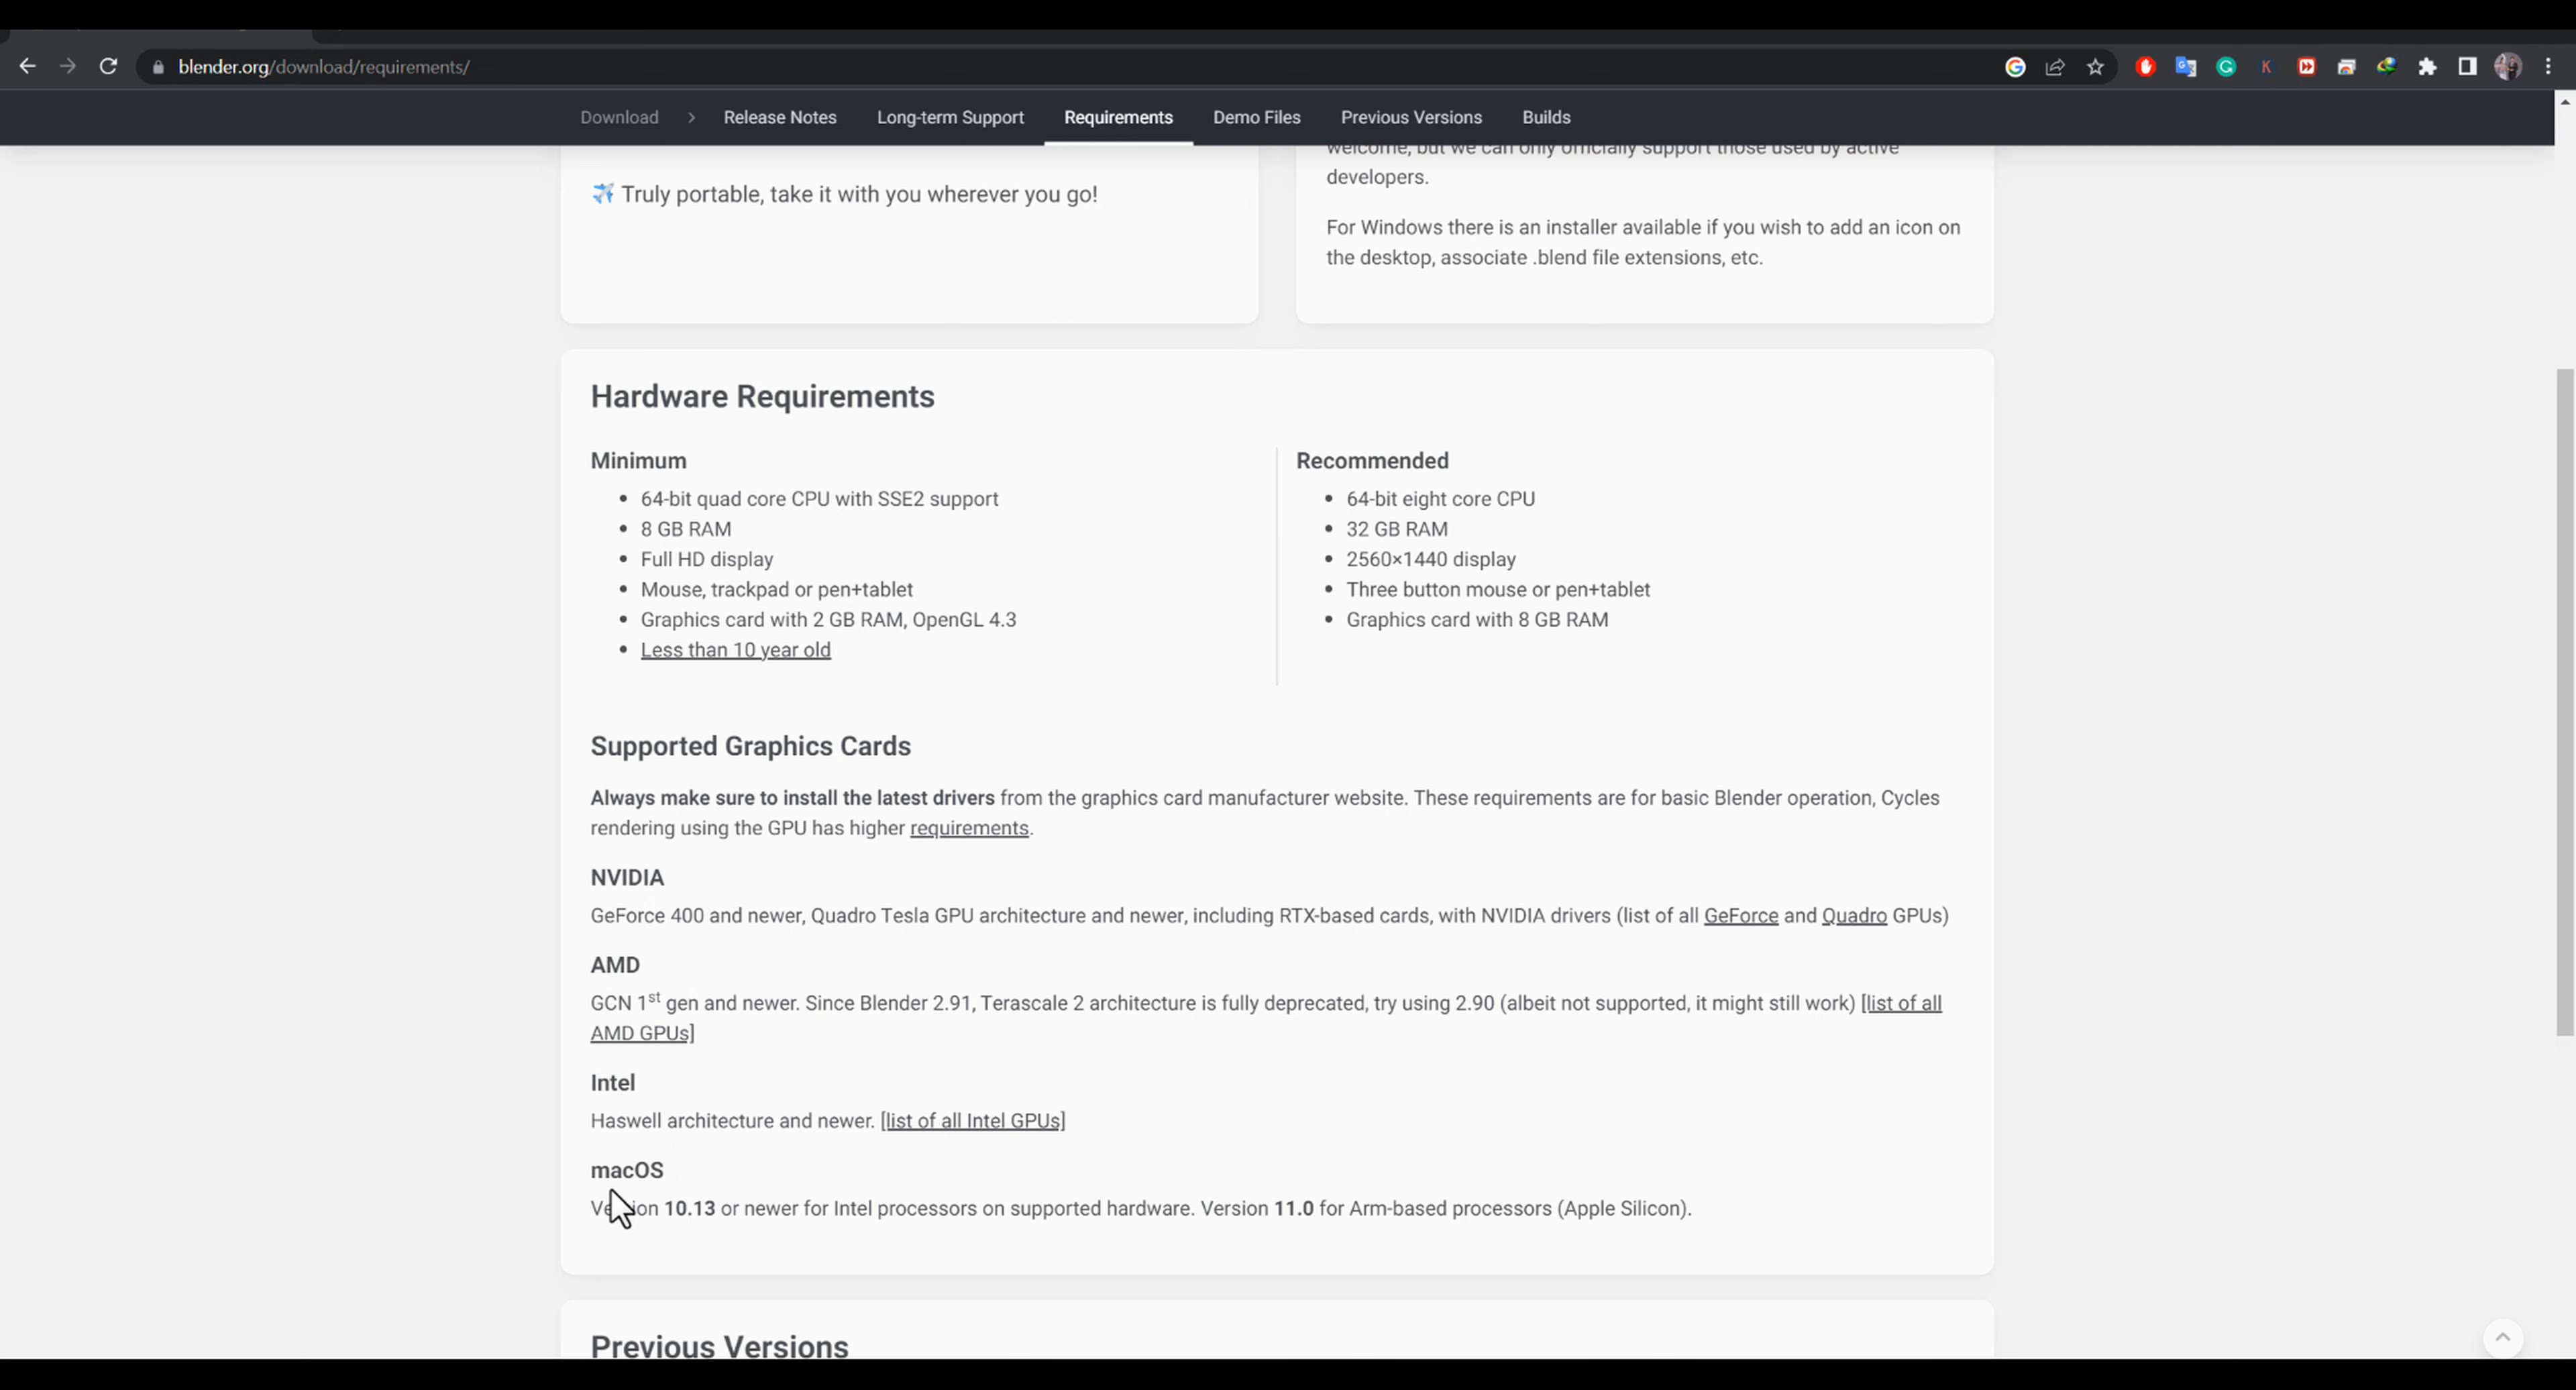 blender.org/download/requirements/
Download > Release Notes Long-term Support Requirements Demo Files Previous Versions Builds
Truly portable, take it with you wherever you go!
welcome, but we can only officially support those used by active
developers.
For Windows there is an installer available if you wish to add an icon on
the desktop, associate .blend file extensions, etc.
Hardware Requirements
Minimum
• 64-bit quad core CPU with SSE2 support
• 8 GB RAM
• Full HD display
• Mouse, trackpad or pen+tablet
• Graphics card with 2 GB RAM, OpenGL 4.3
• Less than 10 year old
Recommended
• 64-bit eight core CPU
• 32 GB RAM
• 2560×1440 display
• Three button mouse or pen+tablet
• Graphics card with 8 GB RAM
Supported Graphics Cards
Always make sure to install the latest drivers from the graphics card manufacturer website. These requirements are for basic Blender operation, Cycles
rendering using the GPU has higher requirements.
NVIDIA
GeForce 400 and newer, Quadro Tesla GPU architecture and newer, including RTX-based cards, with NVIDIA drivers (list of all GeForce and Quadro GPUs)
AMD
GCN 1st gen and newer. Since Blender 2.91, Terascale 2 architecture is fully deprecated, try using 2.90 (albeit not supported, it might still work) [list of all
AMD GPUs]
Intel
Haswell architecture and newer. [list of all Intel GPUs]
macOS
Version 10.13 or newer for Intel processors on supported hardware. Version 11.0 for Arm-based processors (Apple Silicon).
Previous Versions